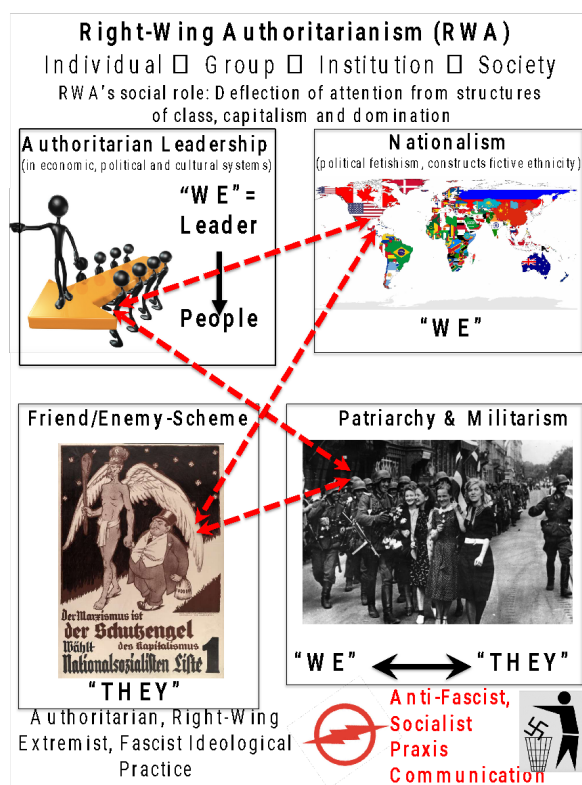 Right-Wing Authoritarianism (RWA)
Individual □ Group □ Institution □ Society
RWA's social role: Deflection of attention from structures
of class, capitalism and domination
Authoritarian Leadership
(in economic, political and cultural systems)
"WE" =
Leader
People
Nationalism
(political fetishism, constructs fictive ethnicity)
"WE"
Friend/Enemy-Scheme
Der Marxismus ist
der Schutzengel
des Kapitalismus
Wählt
Nationalsozialisten Liste 1
"THEY"
Patriarchy & Militarism
"WE" "THEY"
Authoritarian, Right-Wing
Extremist, Fascist Ideological
Practice
Anti-Fascist,
Socialist
Praxis
Communication